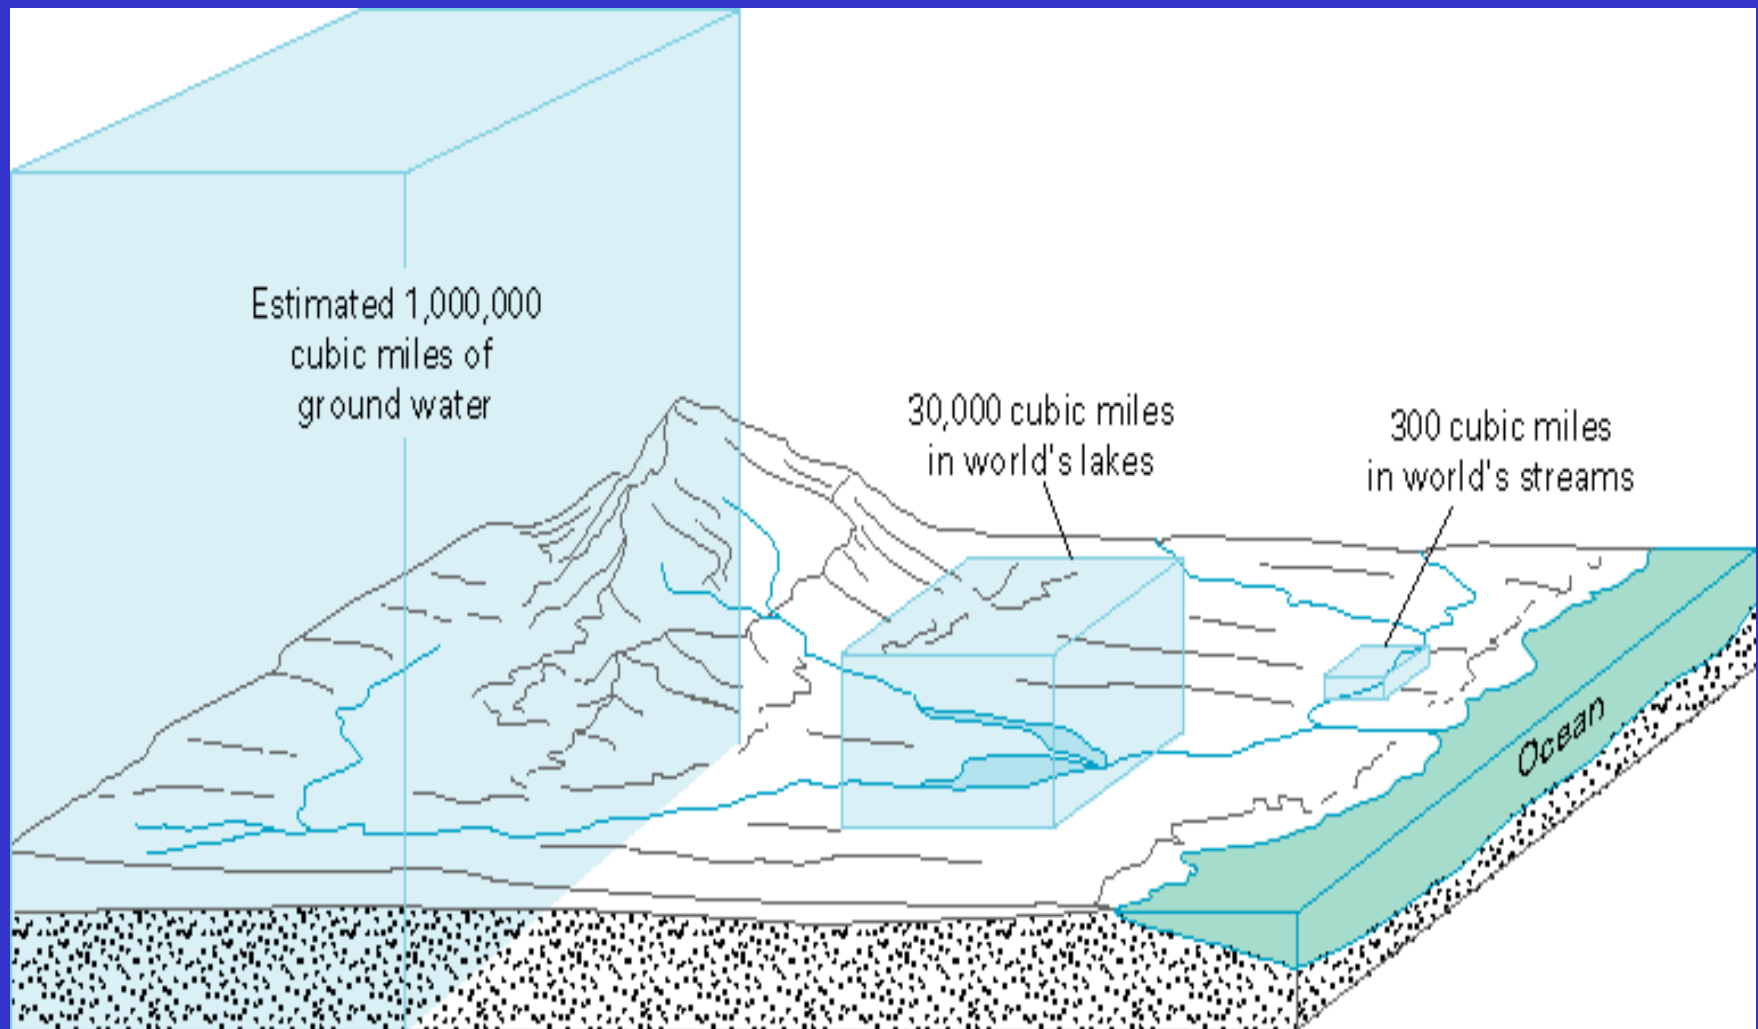 Estimated 1,000,000
cubic miles of
ground water
30,000 cubic miles
in world's lakes
300 cubic miles
in world's streams
Ocean